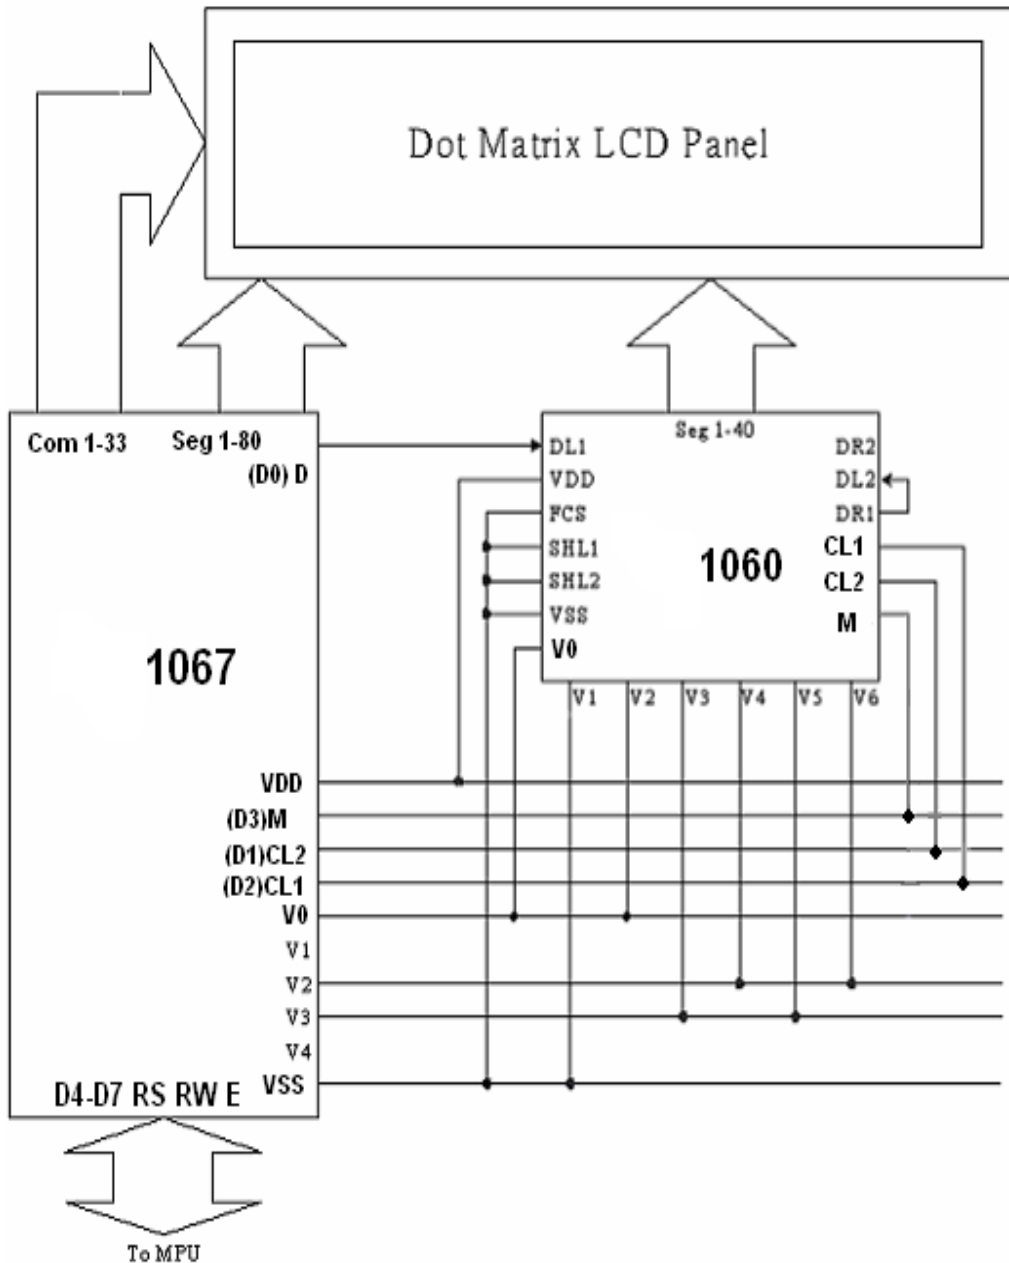 Dot Matrix LCD Panel
Com 1-33 Seg 1-80
(D0) D
1067
VDD
(D3)M
(D1)CL2
(D2)CL1
V0
V1
V2
V3
V4
VSS
D4-D7 RS RW E
To MPU
Seg 1-40
DL1
VDD
FCS
SHL1
SHL2
VSS
V0
1060
DR2
DL2
DR1
CL1
CL2
M
V1 V2 V3 V4 V5 V6